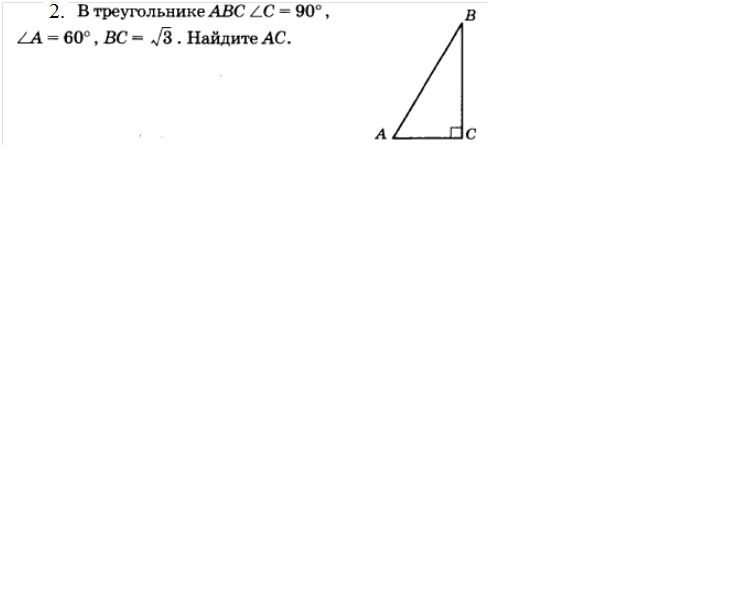 2. В треугольнике ABC ∠C = 90°,
∠A = 60°, BC = √3. Найдите AC.
B
A
C